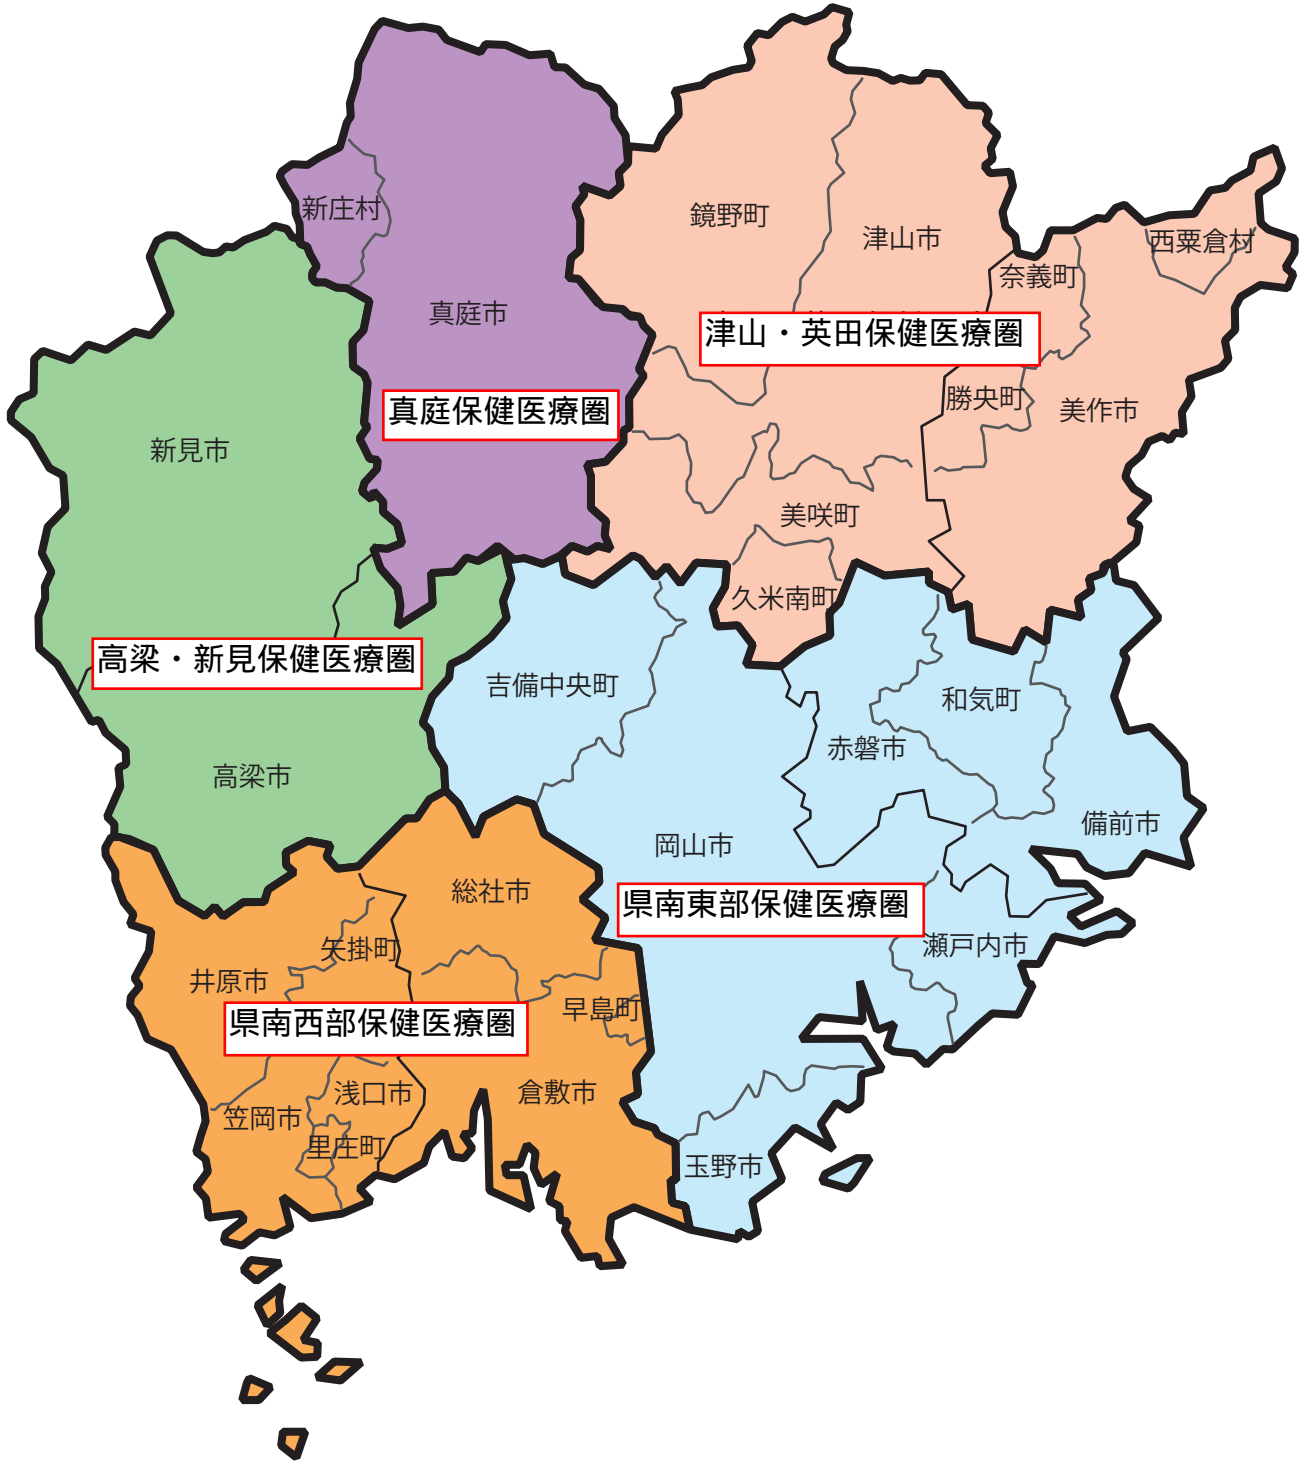 新庄村
鏡野町
津山市
西粟倉村
奈義町
真庭市
津山・英田保健医療圏
勝央町
美作市
真庭保健医療圏
新見市
美咲町
久米南町
高梁・新見保健医療圏
吉備中央町
和気町
赤磐市
高梁市
備前市
岡山市
総社市
県南東部保健医療圏
矢掛町
瀬戸内市
井原市
早島町
県南西部保健医療圏
浅口市
倉敷市
笠岡市
里庄町
玉野市